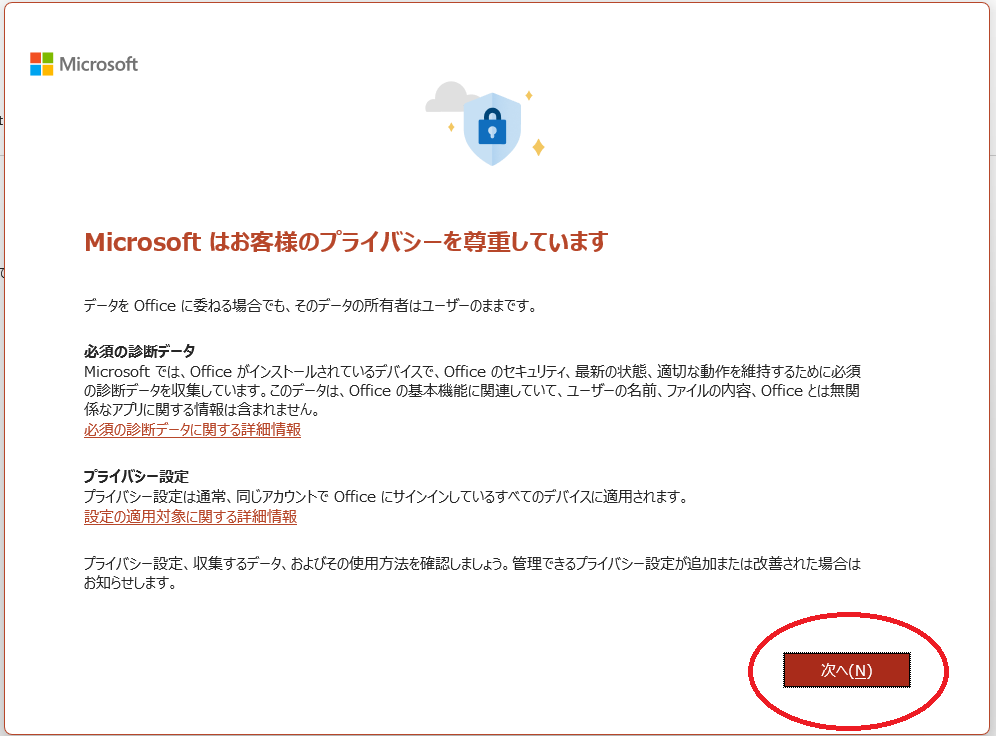 Microsoft
Microsoft はお客様のプライバシーを尊重しています
データを Office に委ねる場合でも、そのデータの所有者はユーザーのままです。
必須の診断データ
Microsoft では、Office がインストールされているデバイスで、Office のセキュリティ、最新の状態、適切な動作を維持するために必須
の診断データを収集しています。このデータは、Office の基本機能に関連していて、ユーザーの名前、ファイルの内容、Office とは無関
係なアプリに関する情報は含まれません。
必須の診断データに関する詳細情報
プライバシー設定
プライバシー設定は通常、同じアカウントで Office にサインインしているすべてのデバイスに適用されます。
設定の適用対象に関する詳細情報
プライバシー設定、収集するデータ、およびその使用方法を確認しましょう。管理できるプライバシー設定が追加または改善された場合は
お知らせします。
次へ(N)